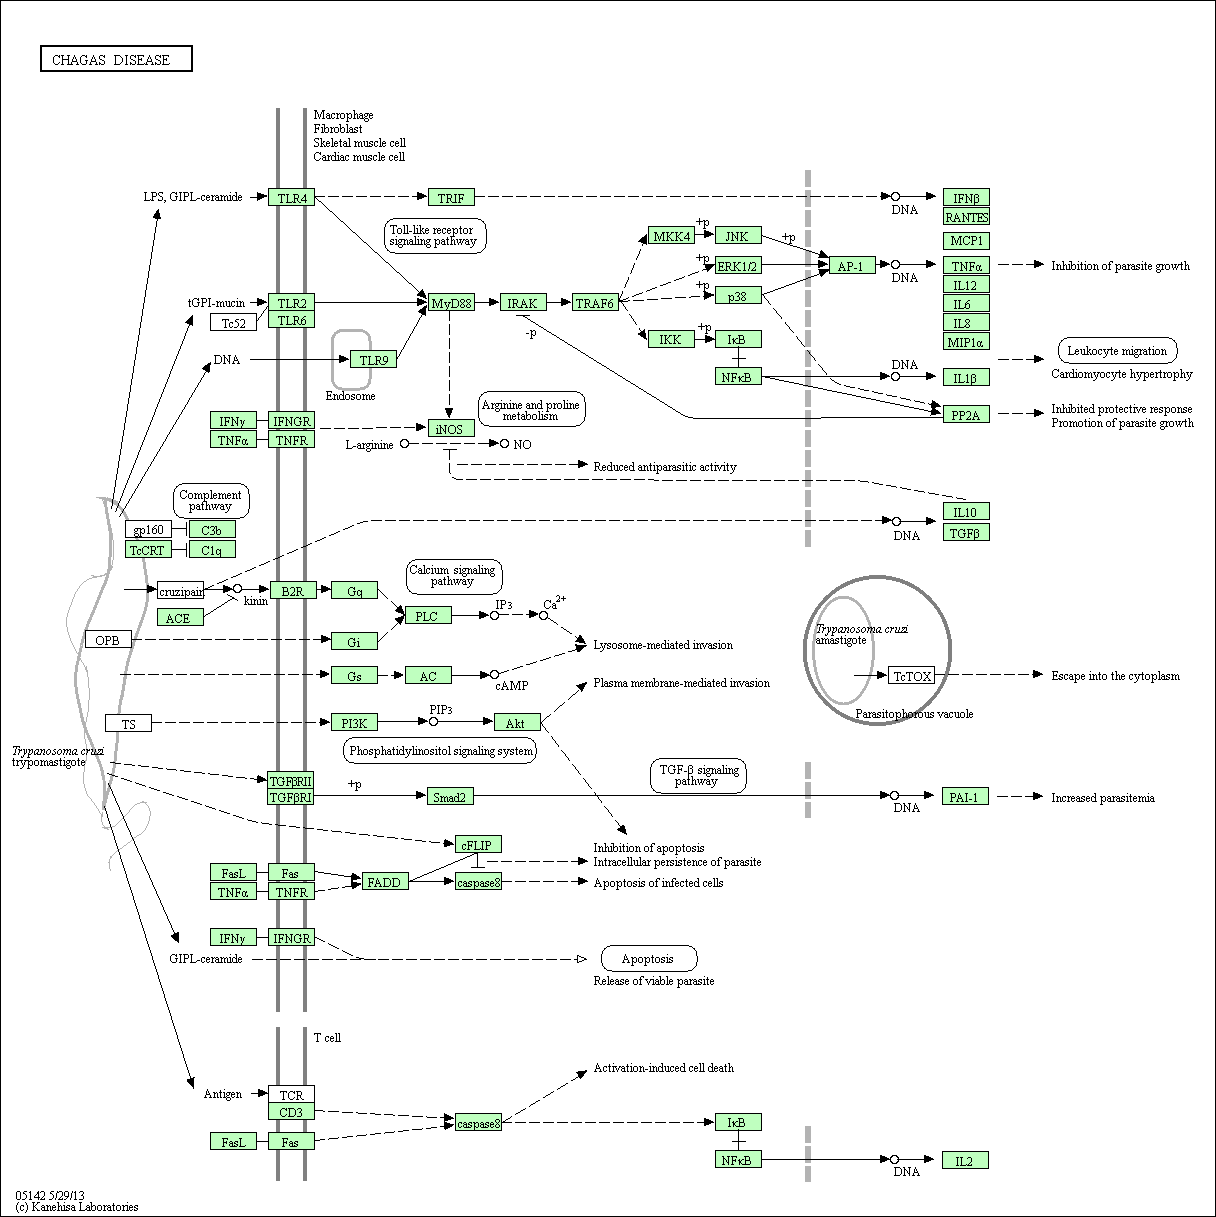 CHAGAS DISEASE
Macrophage
Fibroblast
Skeletal muscle cell
Cardiac muscle cell
LPS, GIPL-ceramide
TLR4
TRIF
DNA
IFNβ
RANTES
Toll-like receptor
signaling pathway
MKK4
+p
JNK
+p
MCP1
+p
ERK1/2
AP-1
DNA
TNFα
Inhibition of parasite growth
IL12
tGPI-mucin
TLR2
MyD88
IRAK
TRAF6
+p
p38
IL6
Tc52
TLR6
-p
IL8
IKK
+p
IκB
MIP1α
DNA
TLR9
Leukocyte migration
Endosome
NFκB
DNA
IL1β
Cardiomyocyte hypertrophy
Arginine and proline
metabolism
IFNγ
IFNGR
iNOS
PP2A
Inhibited protective response
Promotion of parasite growth
TNFα
TNFR
L-arginine
NO
Reduced antiparasitic activity
Complement
pathway
gp160
C3b
IL10
TcCRT
C1q
DNA
TGFβ
Calcium signaling
pathway
cruzipain
kinin
B2R
Gq
ACE
PLC
IP3
Ca2+
OPB
Gi
Lysosome-mediated invasion
Trypanosoma cruzi
amastigote
Gs
AC
cAMP
TcTOX
Escape into the cytoplasm
Plasma membrane-mediated invasion
Parasitophorous vacuole
TS
PI3K
PIP3
Akt
Phosphatidylinositol signaling system
Trypanosoma cruzi
trypomastigote
TGF-β signaling
pathway
TGFβRII
TGFβRI
+p
Smad2
DNA
PAI-1
Increased parasitemia
cFLIP
Inhibition of apoptosis
Intracellular persistence of parasite
FasL
Fas
FADD
caspase8
Apoptosis of infected cells
TNFα
TNFR
IFNγ
IFNGR
GIPL-ceramide
Apoptosis
Release of viable parasite
T cell
Activation-induced cell death
Antigen
TCR
CD3
caspase8
IκB
FasL
Fas
NFκB
DNA
IL2
05142 5/29/13
(c) Kanehisa Laboratories